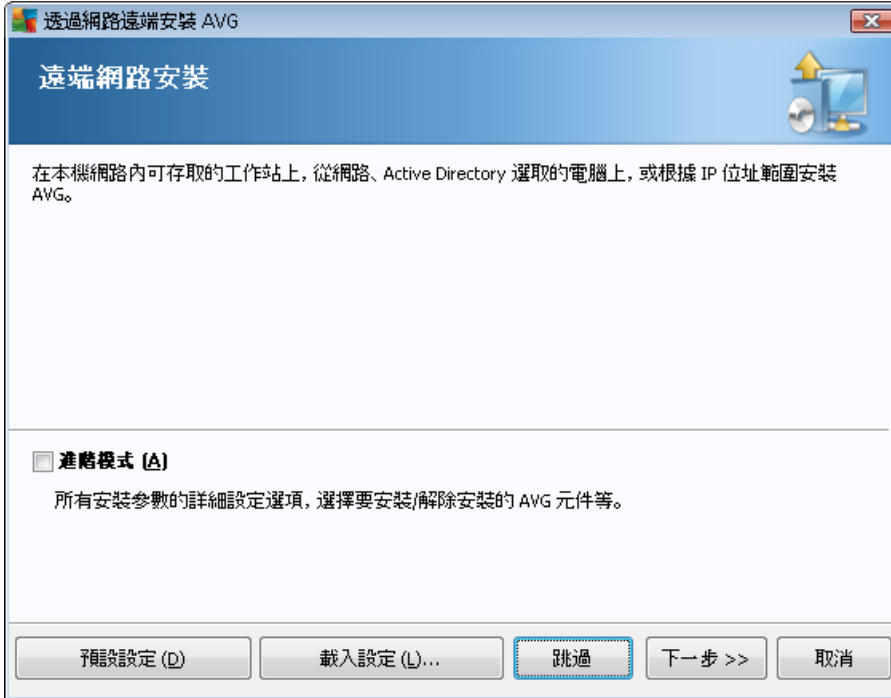 透過網路遠端安裝 AVG
遠端網路安裝
在本機網路內可存取的工作站上，從網路、Active Directory 選取的電腦上，或根據 IP 位址範圍安裝
AVG。
進階模式 (A)
所有安裝參數的詳細設定選項，選擇要安裝/解除安裝的 AVG 元件等。
預設設定 (D)
載入設定 (L)...
跳過
下一步 >>
取消